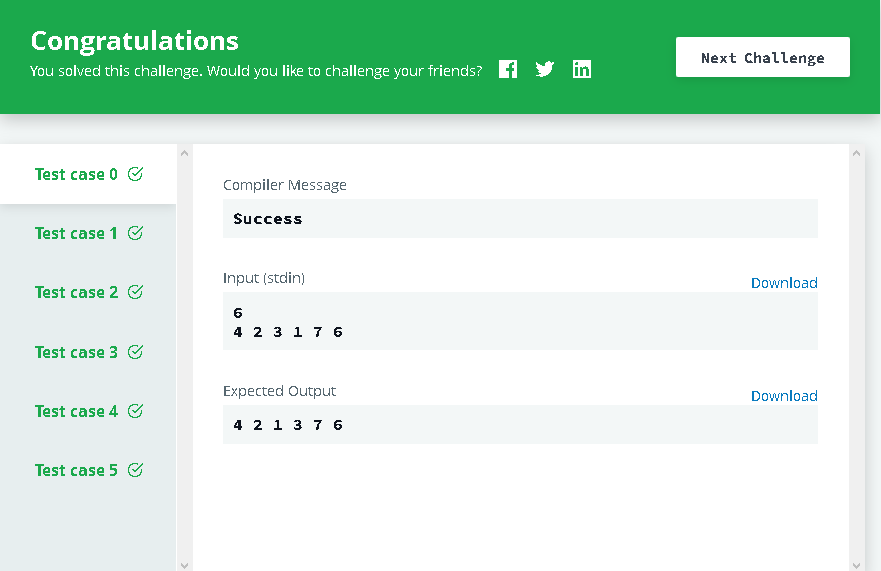 Congratulations
You solved this challenge. Would you like to challenge your friends?
Next Challenge
Test case 0
Test case 1
Test case 2
Test case 3
Test case 4
Test case 5
Compiler Message
Success
Input (stdin)
Download
6
4 2 3 1 7 6
Expected Output
Download
4 2 1 3 7 6